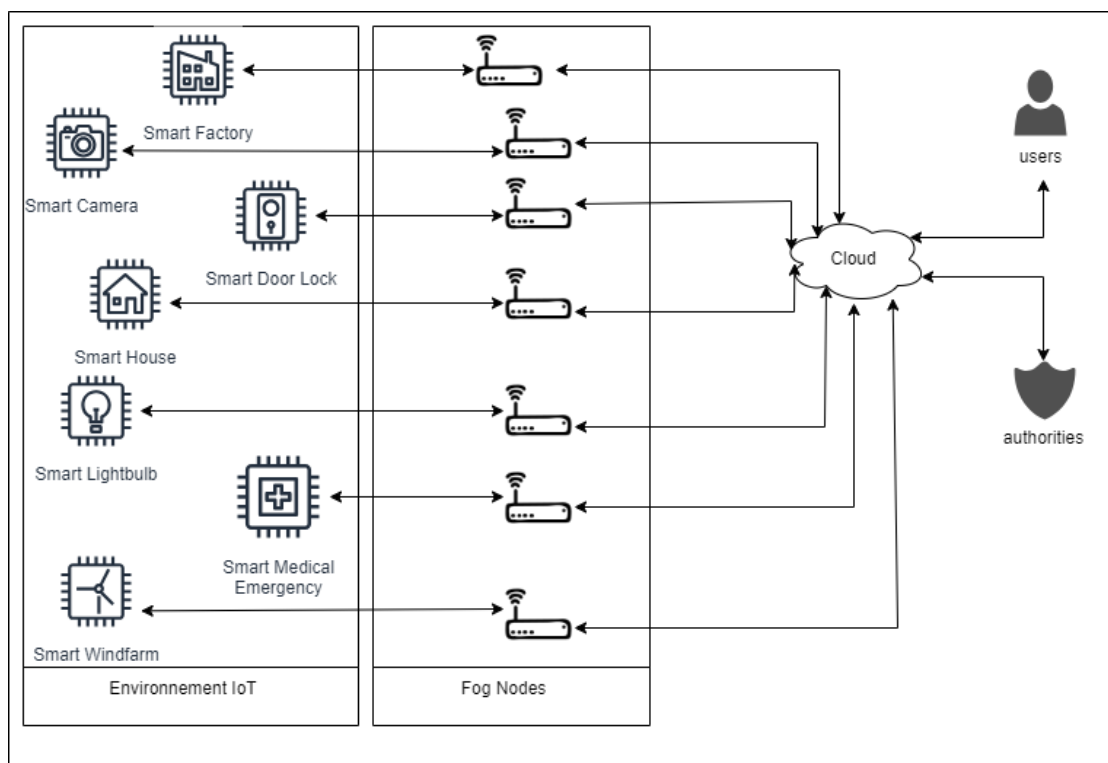 Smart Factory
Smart Camera
Smart Door Lock
Smart House
Smart Lightbulb
Smart Medical
Emergency
Smart Windfarm
Environnement IoT
Fog Nodes
Cloud
users
authorities